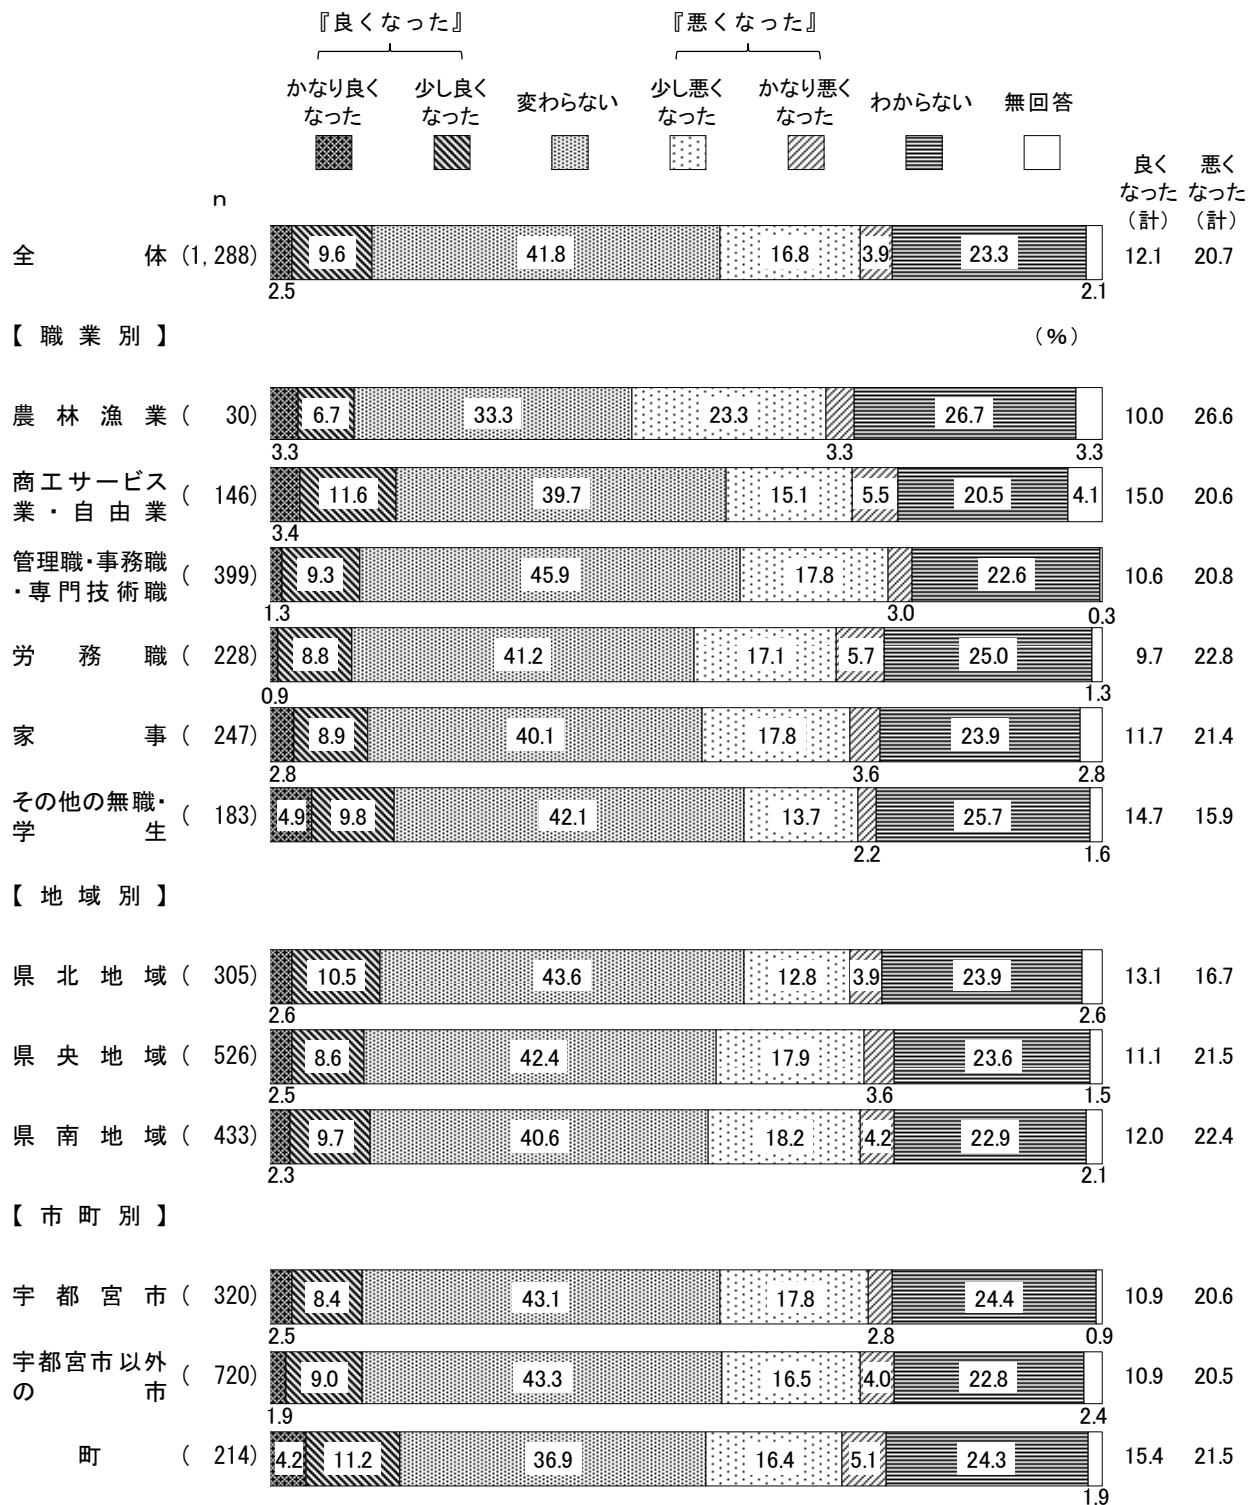 『良くなった』 『悪くなった』
かなり良く 少し良く 変わらない 少し悪く かなり悪く わからない 無回答
なった なった なった なった
良く 悪く
なった なった
n (計) (計)
全体 (1,288) 9.6 41.8 16.8 3.9 23.3 12.1 20.7
2.5 2.1
【職業別】 (%)
農林漁業 ( 30) 6.7 33.3 23.3 26.7 10.0 26.6
3.3 3.3 3.3
商工サービス
業・自由業 ( 146) 11.6 39.7 15.1 5.5 20.5 4.1 15.0 20.6
3.4
管理職・事務職
・専門技術職 ( 399) 9.3 45.9 17.8 22.6 10.6 20.8
1.3 3.0 0.3
労務職 ( 228) 8.8 41.2 17.1 5.7 25.0 9.7 22.8
0.9 1.3
家事 ( 247) 8.9 40.1 17.8 23.9 11.7 21.4
2.8 3.6 2.8
その他の無職・
学生 ( 183) 4.9 9.8 42.1 13.7 25.7 14.7 15.9
2.2 1.6
【地域別】
県北地域 ( 305) 10.5 43.6 12.8 3.9 23.9 13.1 16.7
2.6 2.6
県央地域 ( 526) 8.6 42.4 17.9 23.6 11.1 21.5
2.5 3.6 1.5
県南地域 ( 433) 9.7 40.6 18.2 4.2 22.9 12.0 22.4
2.3 2.1
【市町別】
宇都宮市 ( 320) 8.4 43.1 17.8 24.4 10.9 20.6
2.5 2.8 0.9
宇都宮市以外
の市 ( 720) 9.0 43.3 16.5 4.0 22.8 10.9 20.5
1.9 2.4
町 ( 214) 4.2 11.2 36.9 16.4 5.1 24.3 15.4 21.5
1.9